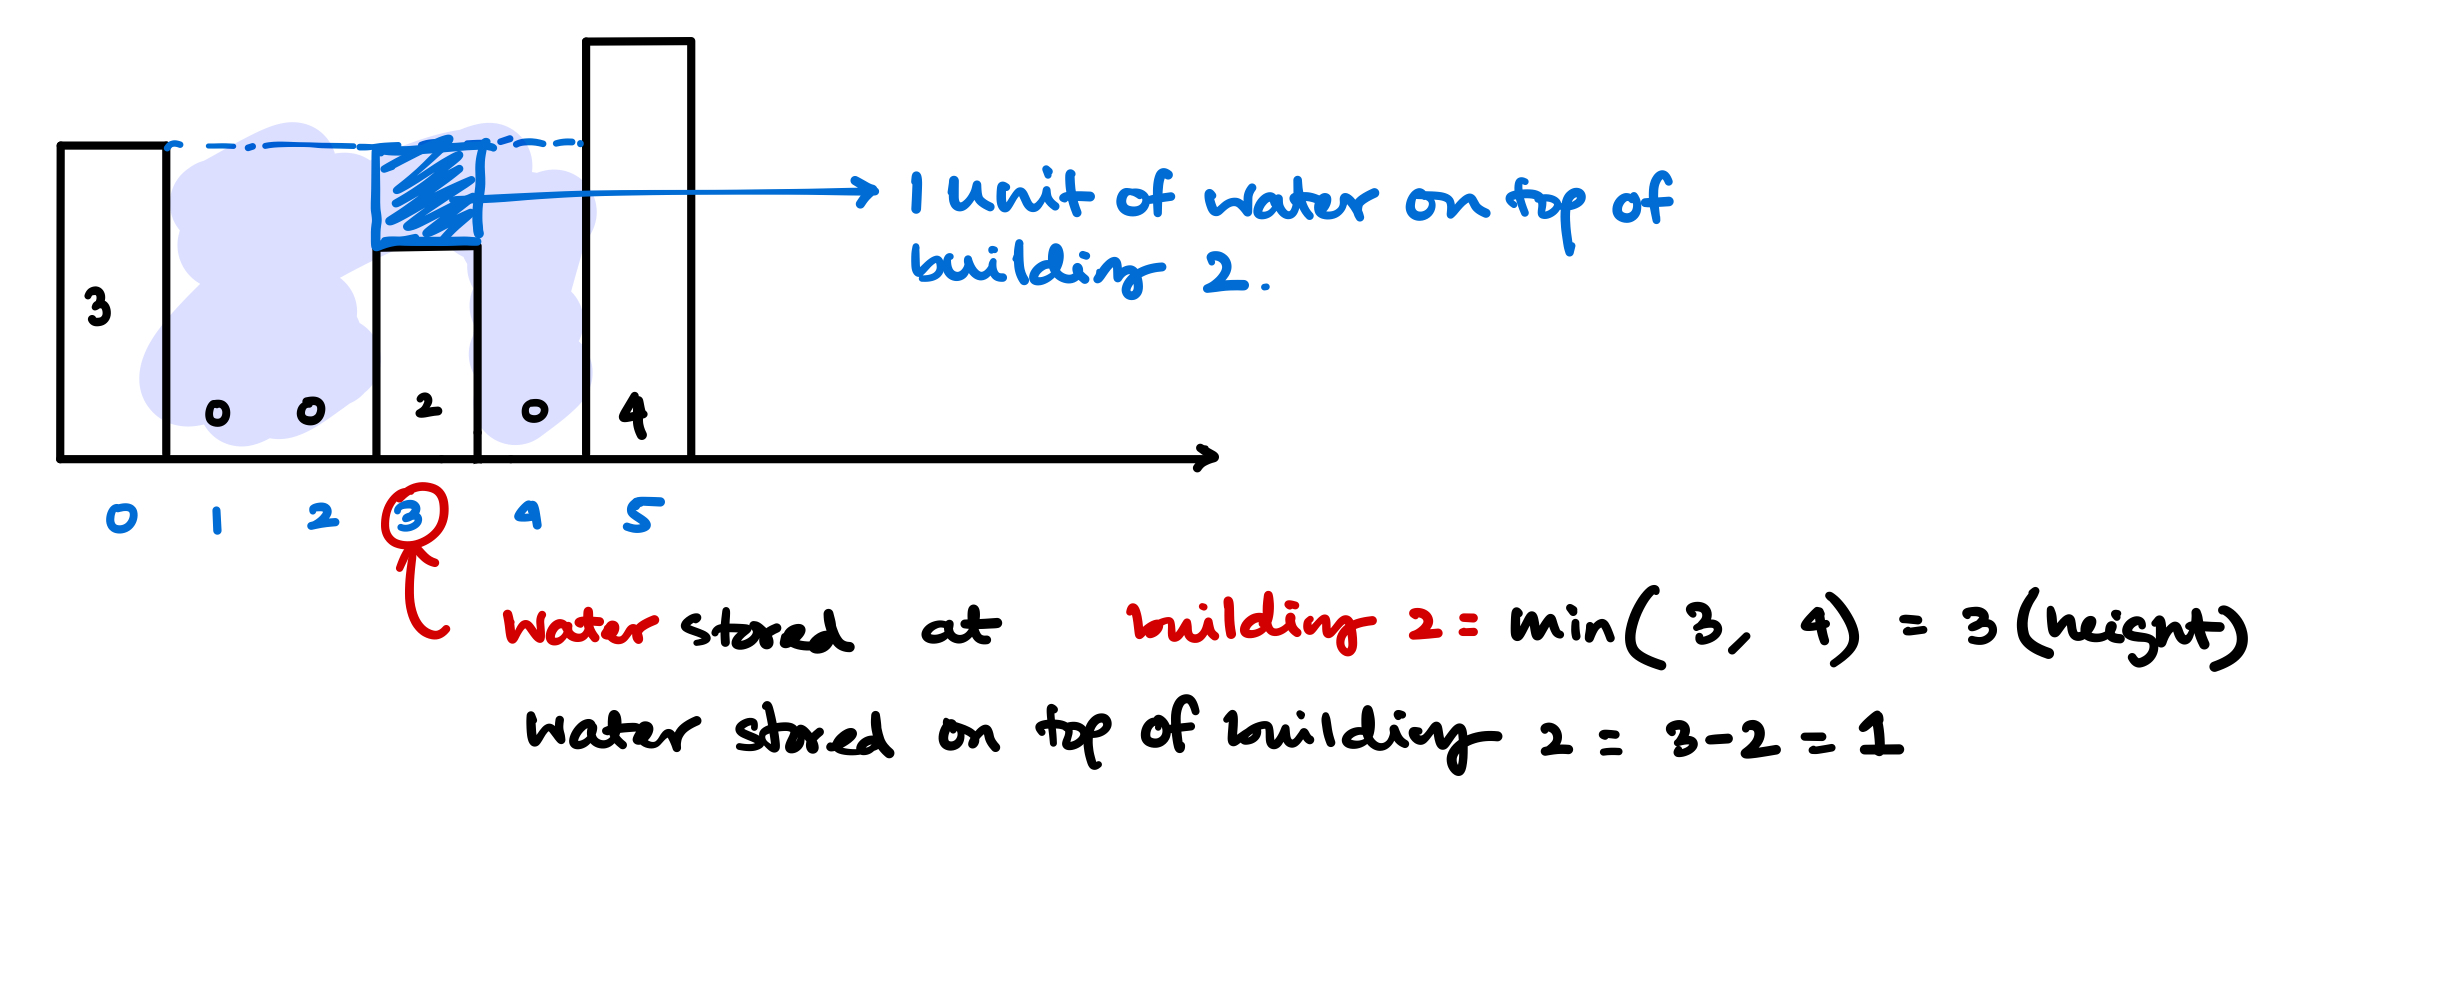 1 unit of water on top of
building 2.
3
0 0 2 0 4
0 1 2 3 4 5
water stored at building 2 = min(3, 4) = 3 (height)
water stored on top of building 2 = 3-2 = 1